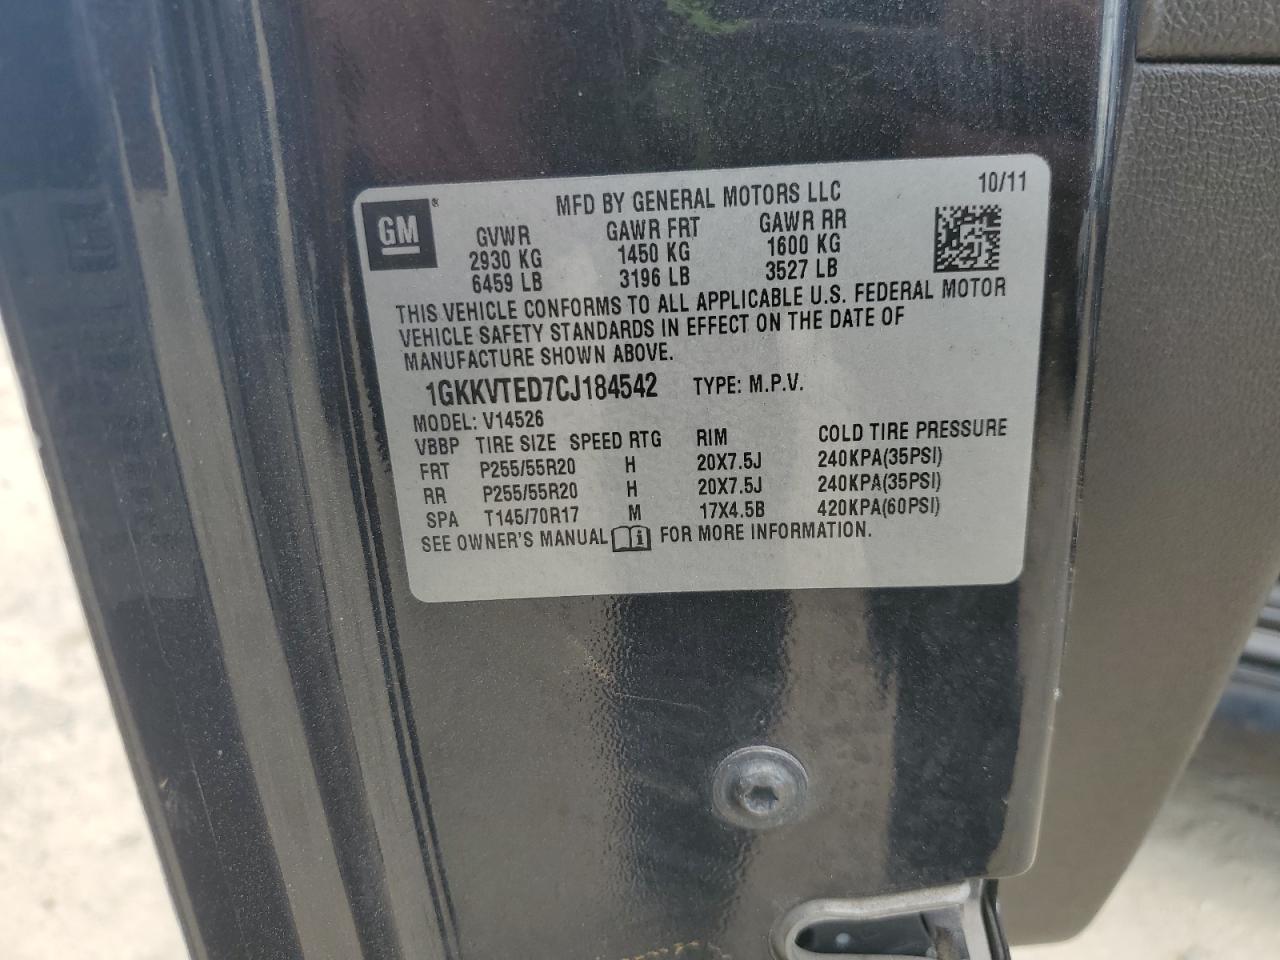 MFD BY GENERAL MOTORS LLC 10/11
GM®
GVWR GAWR FRT GAWR RR
2930 KG 1450 KG 1600 KG
6459 LB 3196 LB 3527 LB
THIS VEHICLE CONFORMS TO ALL APPLICABLE U.S. FEDERAL MOTOR
VEHICLE SAFETY STANDARDS IN EFFECT ON THE DATE OF
MANUFACTURE SHOWN ABOVE.
1GKKVTED7CJ184542 TYPE: M.P.V.
MODEL: V14526
VBBP TIRE SIZE SPEED RTG RIM COLD TIRE PRESSURE
FRT P255/55R20 H 20X7.5J 240KPA(35PSI)
RR P255/55R20 H 20X7.5J 240KPA(35PSI)
SPA T145/70R17 M 17X4.5B 420KPA(60PSI)
SEE OWNER'S MANUAL i FOR MORE INFORMATION.